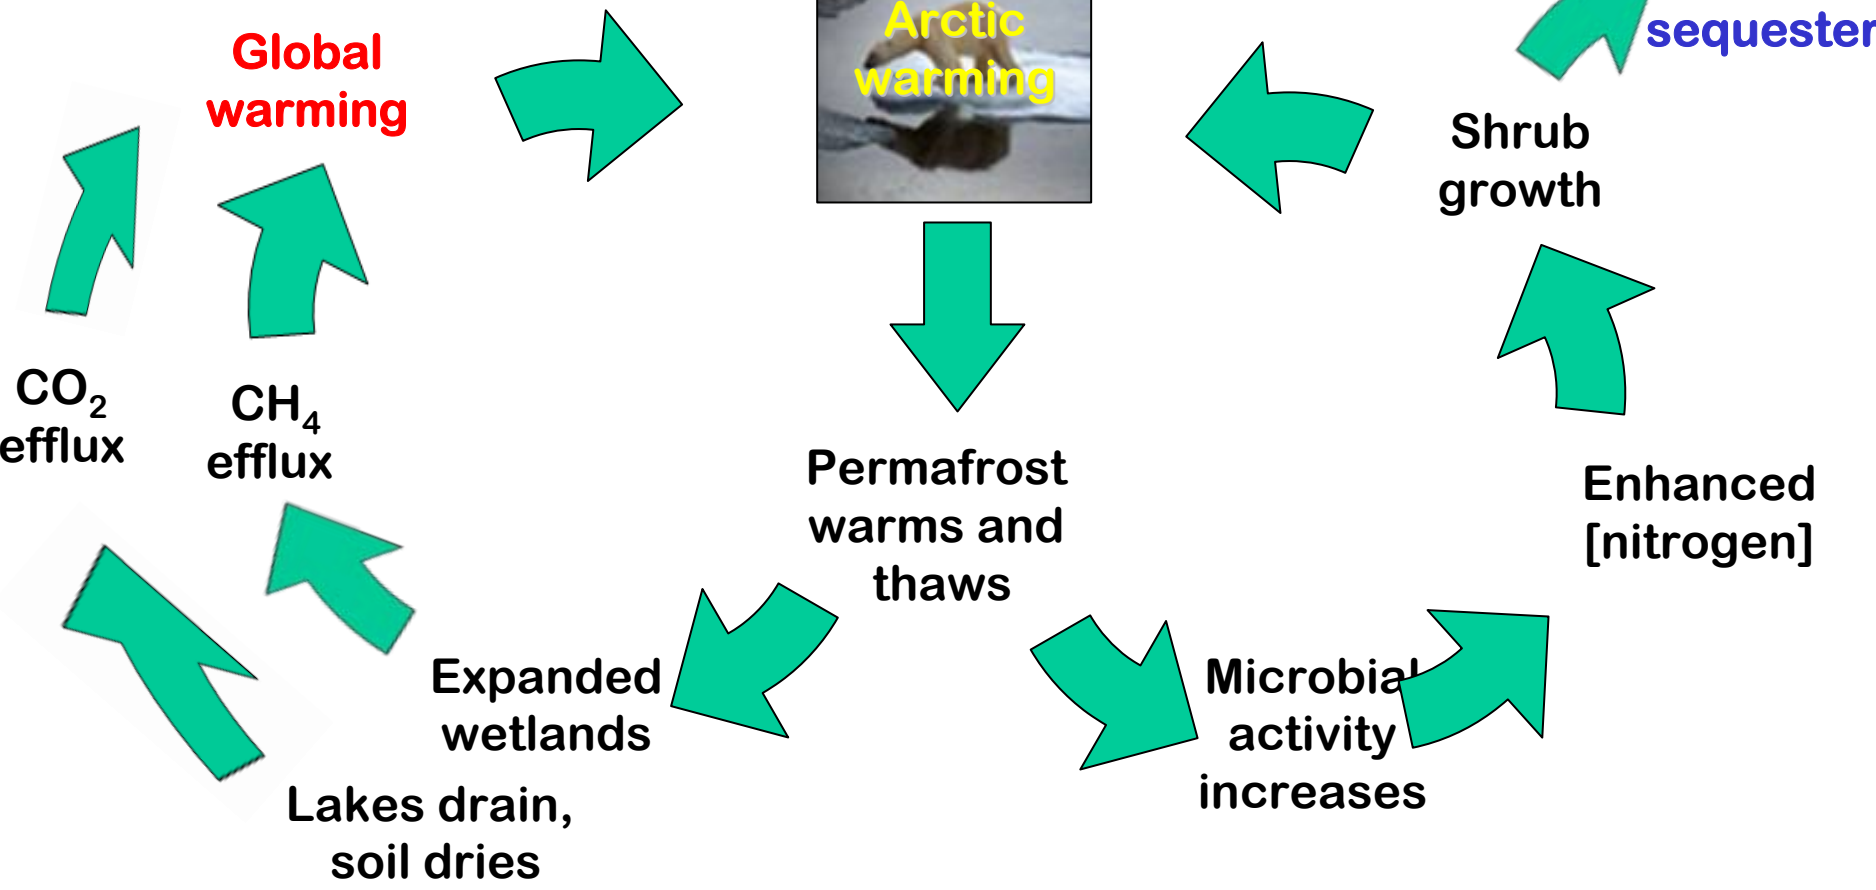 Global
warming
Arctic
warming
sequester
Shrub
growth
CO₂
efflux
CH₄
efflux
Permafrost
warms and
thaws
Enhanced
[nitrogen]
Expanded
wetlands
Microbial
activity
increases
Lakes drain,
soil dries